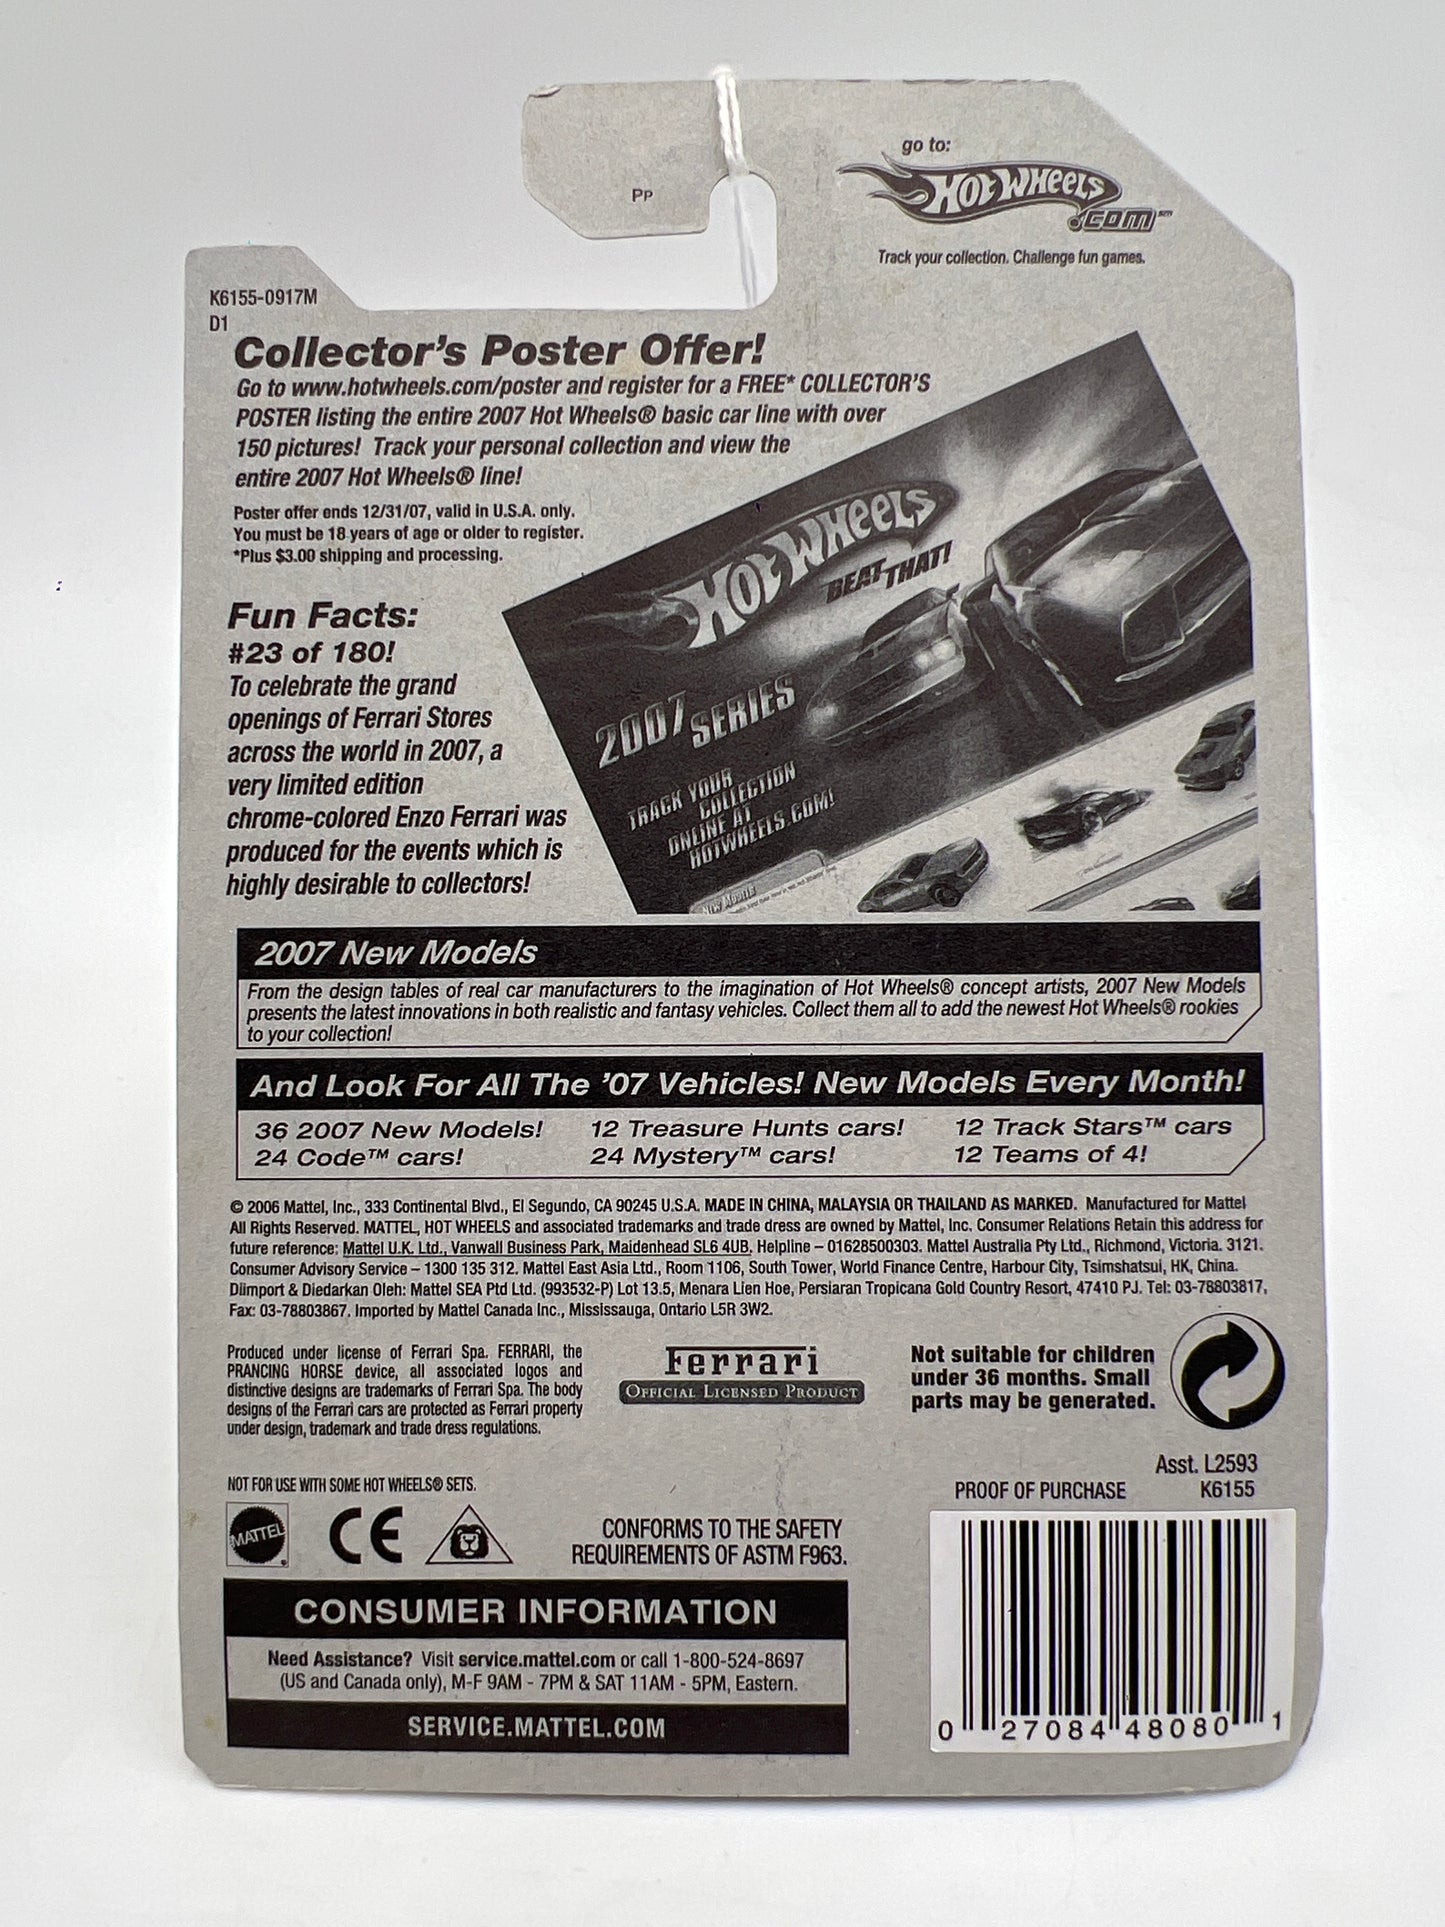 Pp
go to:
Hot Wheels
.com℠
Track your collection. Challenge fun games.
K6155-0917M
D1
Collector's Poster Offer!
Go to www.hotwheels.com/poster and register for a FREE* COLLECTOR'S
POSTER listing the entire 2007 Hot Wheels® basic car line with over
150 pictures! Track your personal collection and view the
entire 2007 Hot Wheels® line!
Poster offer ends 12/31/07, valid in U.S.A. only.
You must be 18 years of age or older to register.
*Plus $3.00 shipping and processing.
Hot Wheels
BEAT THAT!
2007 SERIES
TRACK YOUR
COLLECTION
ONLINE AT
HOTWHEELS.COM!
New Models
Fun Facts:
#23 of 180!
To celebrate the grand
openings of Ferrari Stores
across the world in 2007, a
very limited edition
chrome-colored Enzo Ferrari was
produced for the events which is
highly desirable to collectors!
2007 New Models
From the design tables of real car manufacturers to the imagination of Hot Wheels® concept artists, 2007 New Models
presents the latest innovations in both realistic and fantasy vehicles. Collect them all to add the newest Hot Wheels® rookies
to your collection!
And Look For All The '07 Vehicles! New Models Every Month!
36 2007 New Models! 12 Treasure Hunts cars! 12 Track Stars™ cars
24 Code™ cars! 24 Mystery™ cars! 12 Teams of 4!
© 2006 Mattel, Inc., 333 Continental Blvd., El Segundo, CA 90245 U.S.A. MADE IN CHINA, MALAYSIA OR THAILAND AS MARKED. Manufactured for Mattel
All Rights Reserved. MATTEL, HOT WHEELS and associated trademarks and trade dress are owned by Mattel, Inc. Consumer Relations Retain this address for
future reference: Mattel U.K. Ltd., Vanwall Business Park, Maidenhead SL6 4UB. Helpline – 01628500303. Mattel Australia Pty Ltd., Richmond, Victoria. 3121.
Consumer Advisory Service – 1300 135 312. Mattel East Asia Ltd., Room 1106, South Tower, World Finance Centre, Harbour City, Tsimshatsui, HK, China.
Diimport & Diedarkan Oleh: Mattel SEA Ptd Ltd. (993532-P) Lot 13.5, Menara Lien Hoe, Persiaran Tropicana Gold Country Resort, 47410 PJ. Tel: 03-78803817,
Fax: 03-78803867. Imported by Mattel Canada Inc., Mississauga, Ontario L5R 3W2.
Produced under license of Ferrari Spa. FERRARI, the
PRANCING HORSE device, all associated logos and
distinctive designs are trademarks of Ferrari Spa. The body
designs of the Ferrari cars are protected as Ferrari property
under design, trademark and trade dress regulations.
Ferrari
OFFICIAL LICENSED PRODUCT
Not suitable for children
under 36 months. Small
parts may be generated.
Asst. L2593
PROOF OF PURCHASE K6155
NOT FOR USE WITH SOME HOT WHEELS® SETS.
MATTEL®
CE
CONFORMS TO THE SAFETY
REQUIREMENTS OF ASTM F963.
CONSUMER INFORMATION
Need Assistance? Visit service.mattel.com or call 1-800-524-8697
(US and Canada only), M-F 9AM - 7PM & SAT 11AM - 5PM, Eastern.
SERVICE.MATTEL.COM
0 27084 48080 1